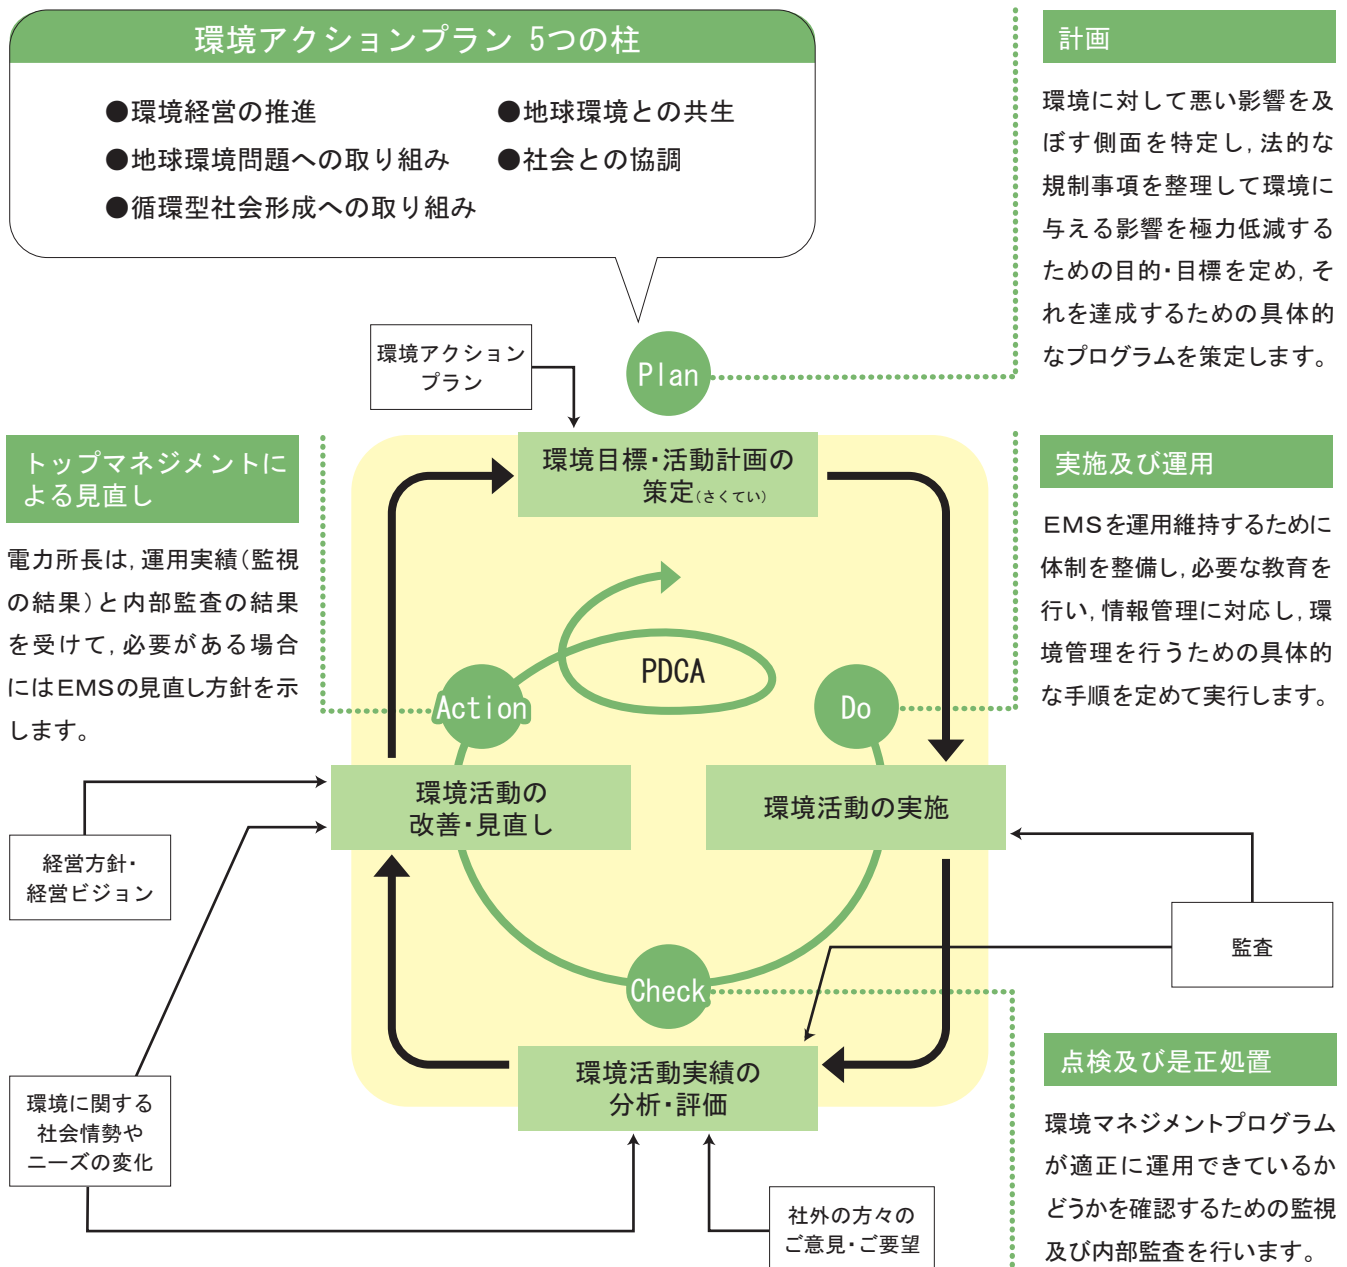 環境アクションプラン 5つの柱
●環境経営の推進
●地球環境問題への取り組み
●循環型社会形成への取り組み
●地球環境との共生
●社会との協調
計画
環境に対して悪い影響を及
ぼす側面を特定し,法的な
規制事項を整理して環境に
与える影響を極力低減する
ための目的・目標を定め,そ
れを達成するための具体的
なプログラムを策定します。
環境アクション
プラン
Plan
環境目標・活動計画の
策定(さくてい)
トップマネジメントに
よる見直し
電力所長は,運用実績(監視
の結果)と内部監査の結果
を受けて,必要がある場合
にはEMSの見直し方針を示
します。
実施及び運用
EMSを運用維持するために
体制を整備し,必要な教育を
行い,情報管理に対応し,環
境管理を行うための具体的
な手順を定めて実行します。
PDCA
Action
Do
環境活動の
改善・見直し
環境活動の実施
経営方針・
経営ビジョン
監査
Check
環境活動実績の
分析・評価
点検及び是正処置
環境マネジメントプログラム
が適正に運用できているか
どうかを確認するための監視
及び内部監査を行います。
環境に関する
社会情勢や
ニーズの変化
社外の方々の
ご意見・ご要望